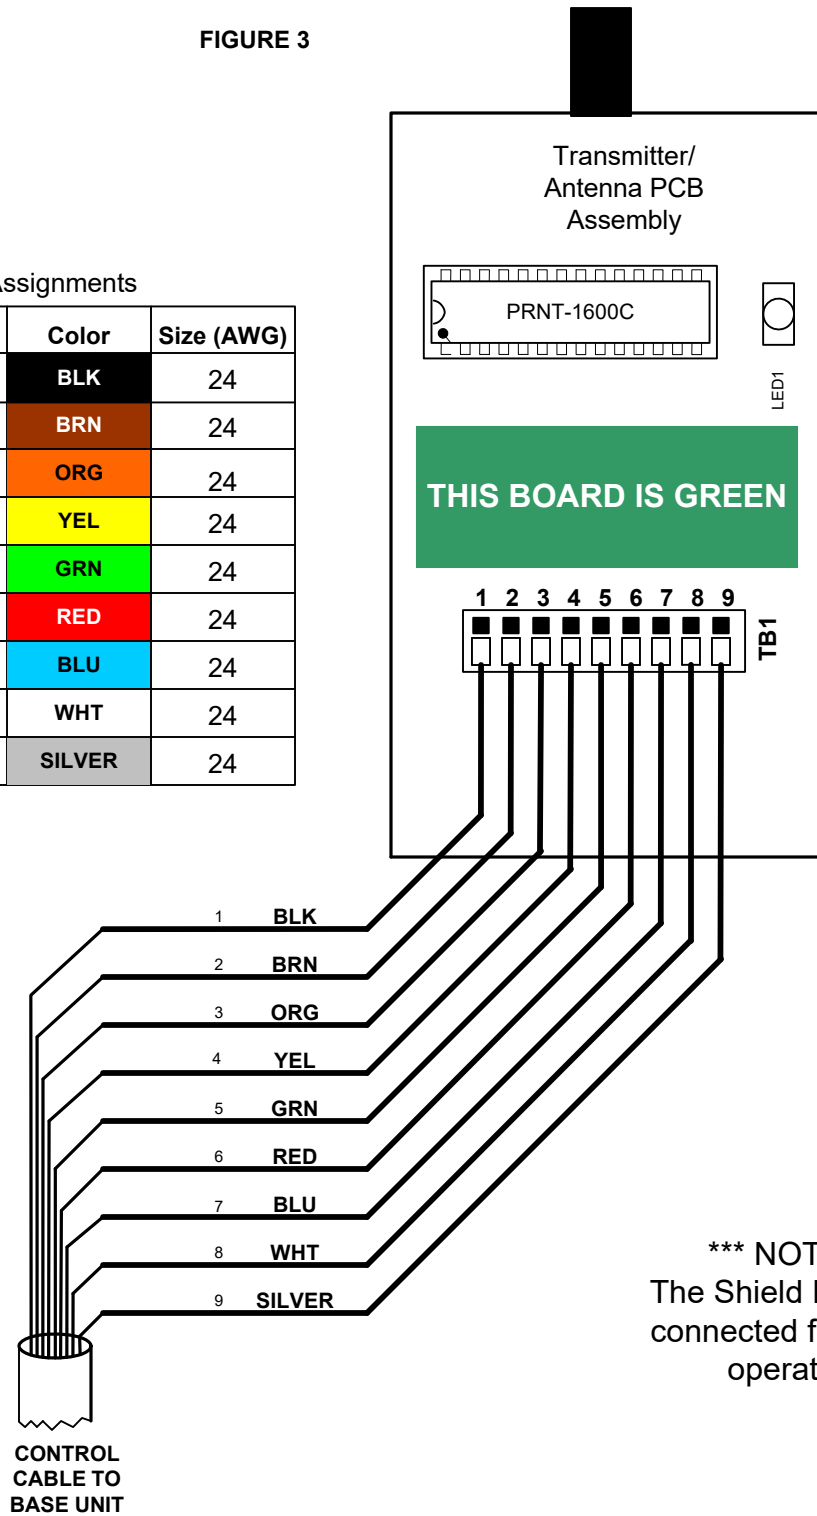 FIGURE 3
Transmitter/
Antenna PCB
Assembly
Assignments
Color Size (AWG)
BLK 24
BRN 24
ORG 24
YEL 24
GRN 24
RED 24
BLU 24
WHT 24
SILVER 24
PRNT-1600C
LED1
THIS BOARD IS GREEN
1 2 3 4 5 6 7 8 9
TB1
1 BLK
2 BRN
3 ORG
4 YEL
5 GRN
6 RED
7 BLU
8 WHT
9 SILVER
*** NOT
The Shield
connected f
operat
CONTROL
CABLE TO
BASE UNIT